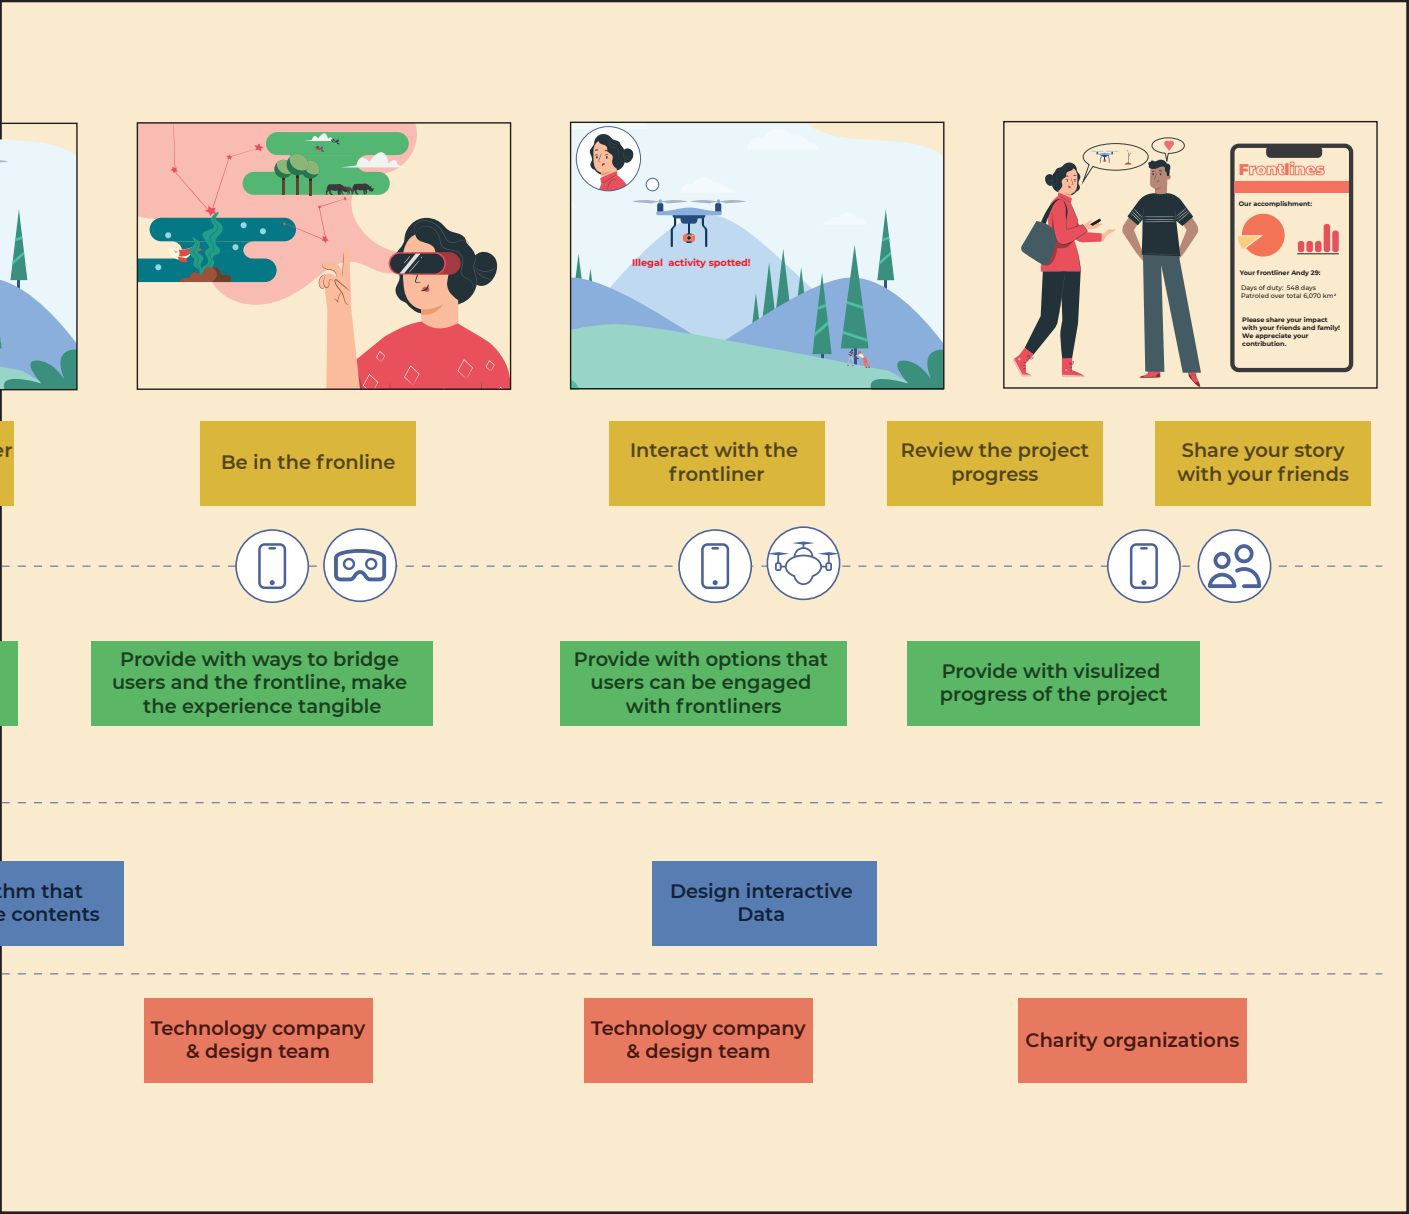 Illegal activity spotted!
Frontlines
Our accomplishment:
Your frontliner Andy 29:
Days of duty: 548 days
Patroled over total 6,070 km²
Please share your impact
with your friends and family!
We appreciate your
contribution.
er
Be in the fronline
Interact with the
frontliner
Review the project
progress
Share your story
with your friends
Provide with ways to bridge
users and the frontline, make
the experience tangible
Provide with options that
users can be engaged
with frontliners
Provide with visulized
progress of the project
thm that
e contents
Design interactive
Data
Technology company
& design team
Technology company
& design team
Charity organizations